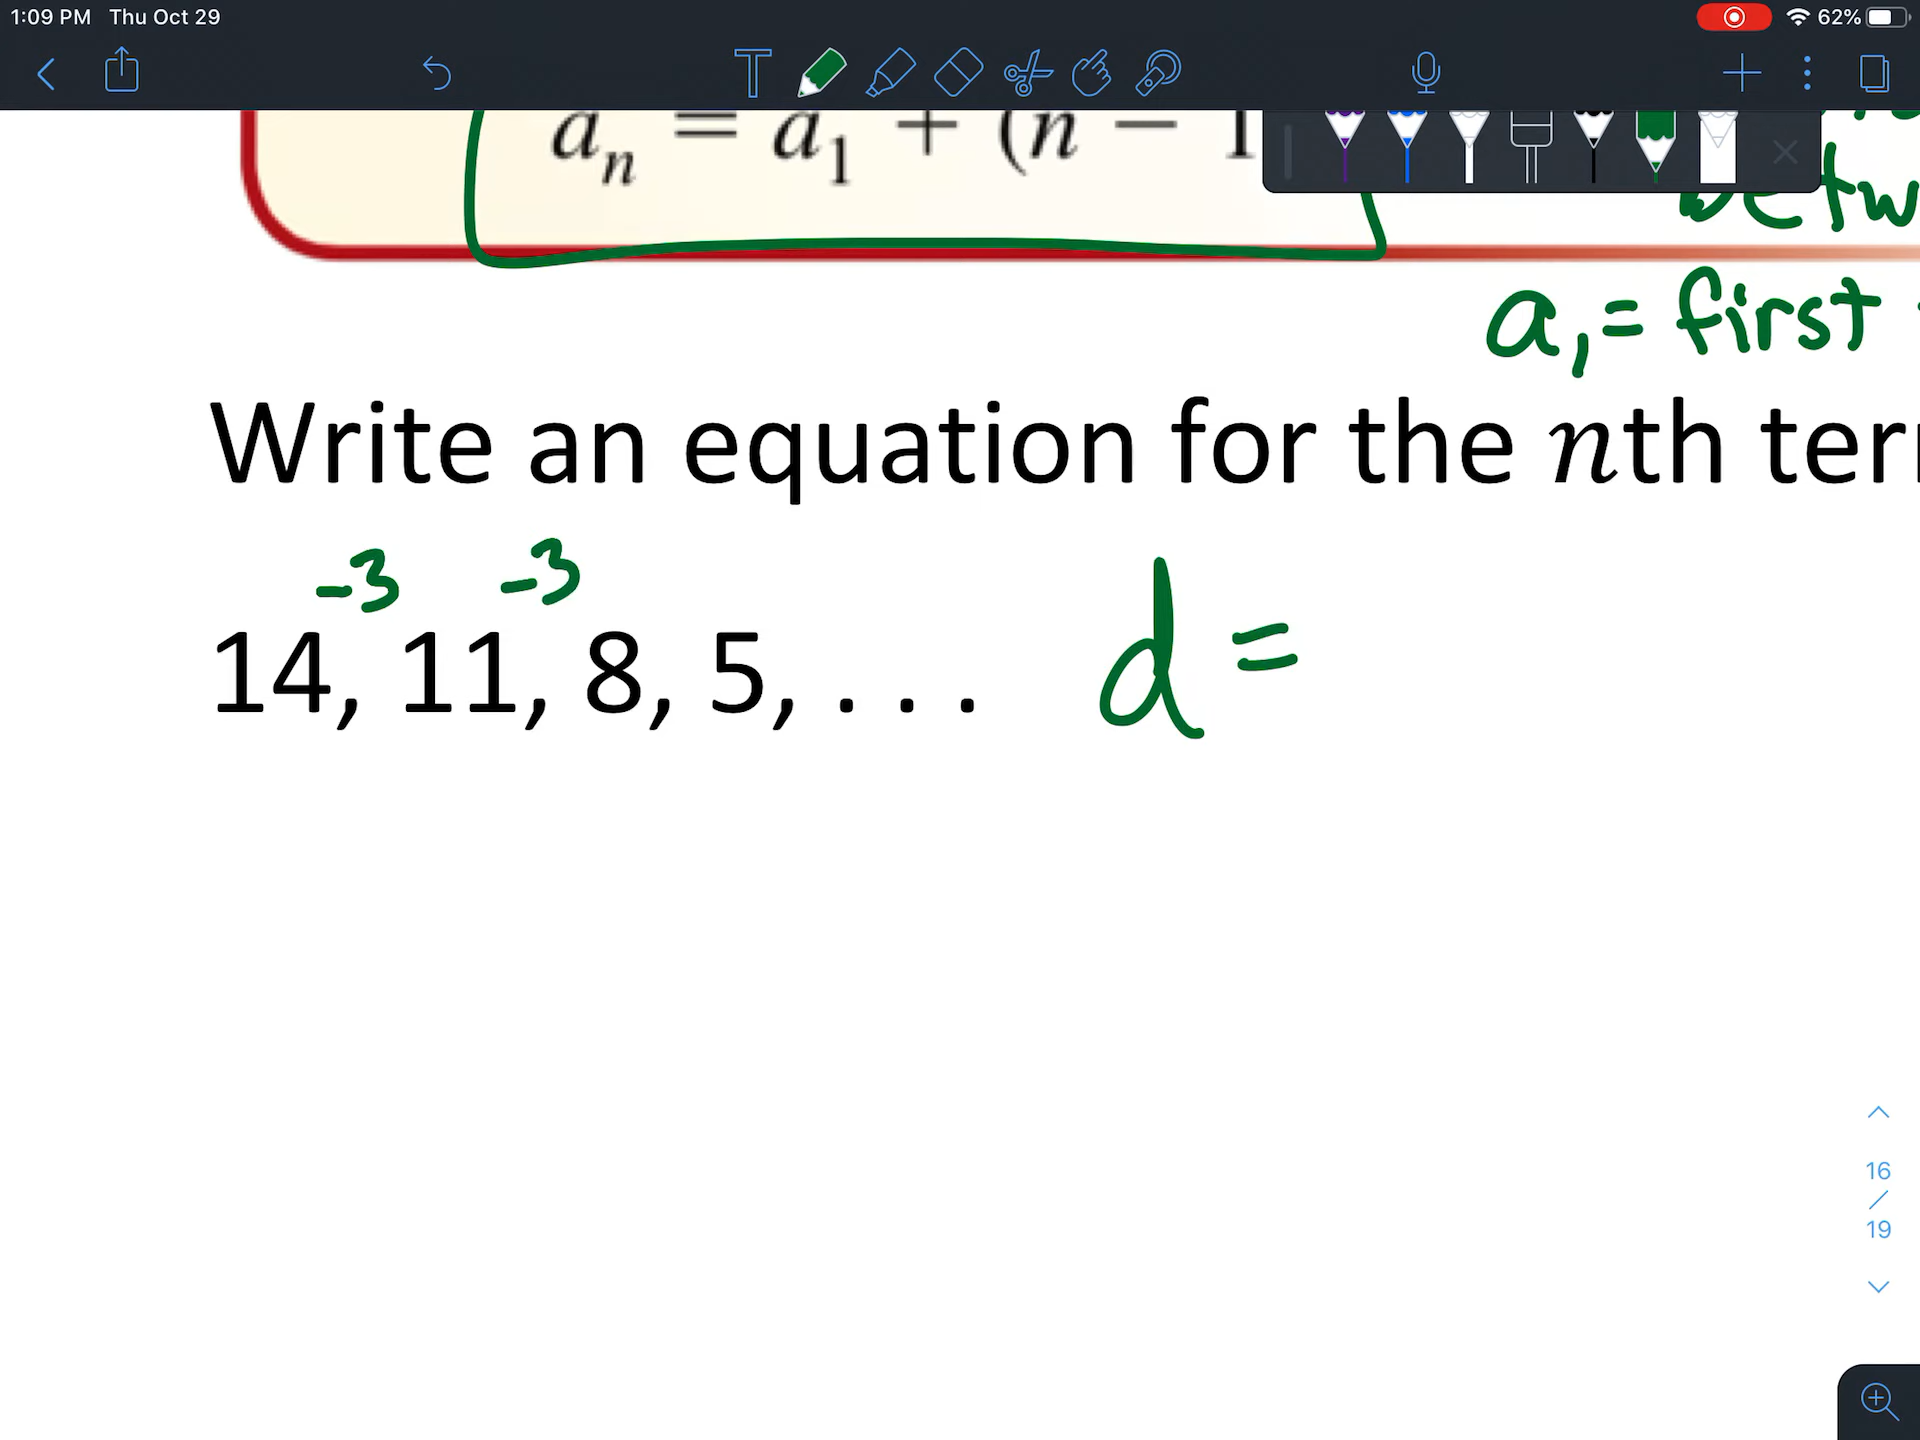 1:09 PM Thu Oct 29
62%
T
aₙ = a₁ + (n − 1
betw
a₁ = first
Write an equation for the nth ter
-3 -3
14, 11, 8, 5, . . . d =
16
/
19